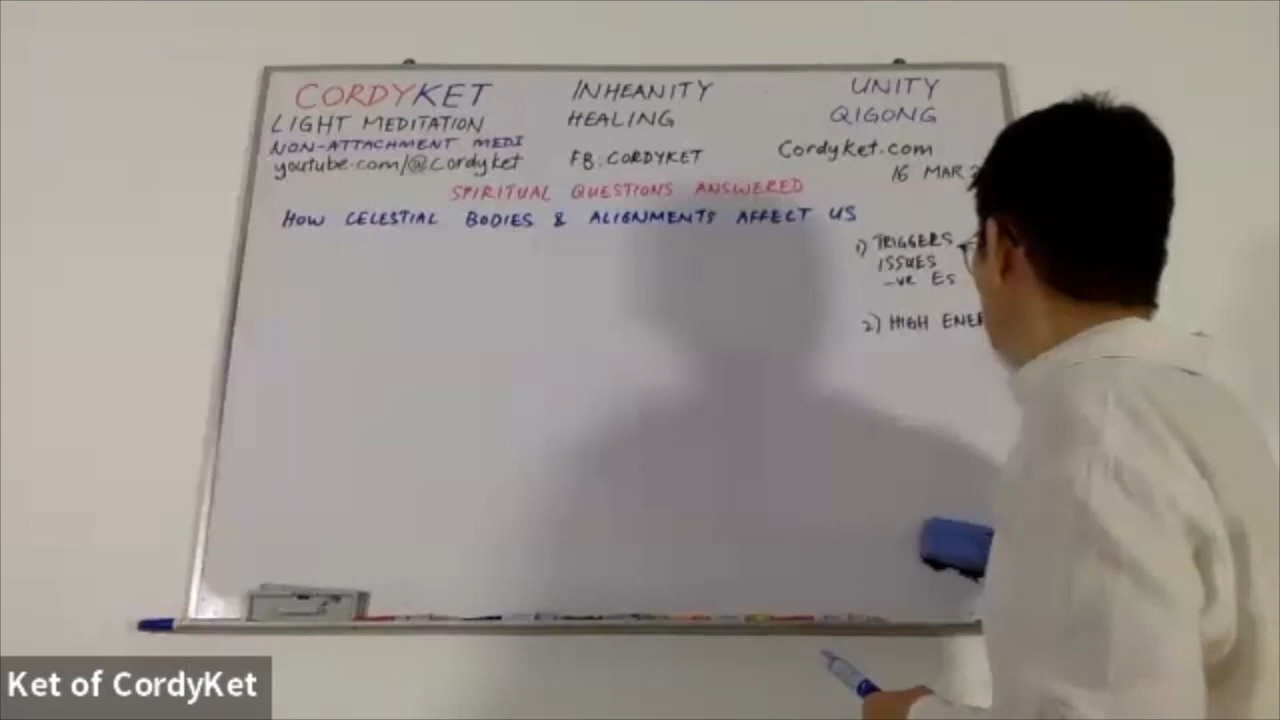 CORDYKET
LIGHT MEDITATION
NON-ATTACHMENT MEDI
youtube.com/@Cordyket
INHEANITY
HEALING
FB: CORDYKET
UNITY
QIGONG
Cordyket.com
16 MAR
SPIRITUAL QUESTIONS ANSWERED
HOW CELESTIAL BODIES & ALIGNMENTS AFFECT US
1) TRIGGERS
ISSUES
-ve Es
2) HIGH ENE
Ket of CordyKet